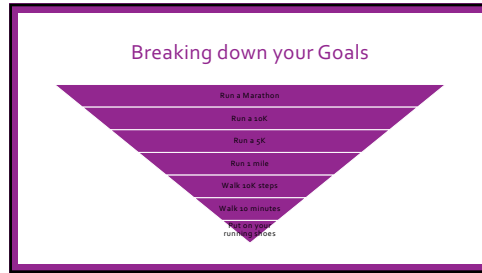 Breaking down your Goals
Run a Marathon
Run a 10K
Run a 5K
Run 1 mile
Walk 10K steps
Walk 10 minutes
Put on your
running shoes